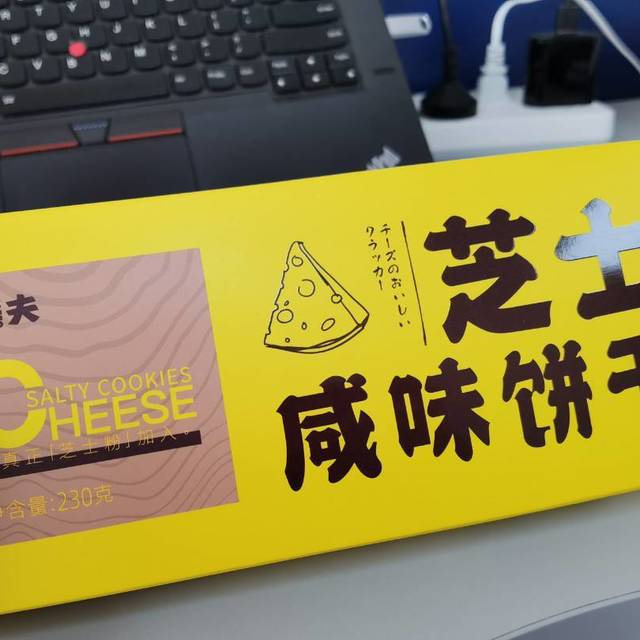 チーズのおいしい
クラッカー
芝士
咸味饼干
夫
SALTY COOKIES
CHEESE
真正「芝士粉」加入。
净含量:230克